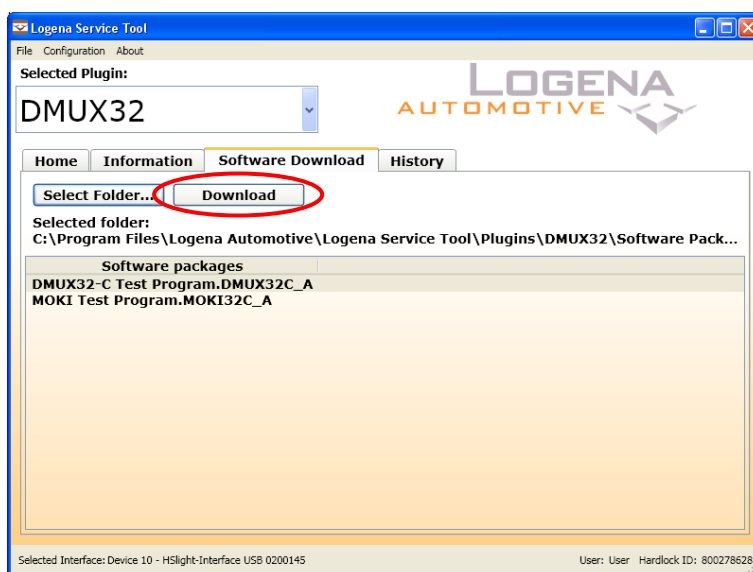 Logena Service Tool
File Configuration About
Selected Plugin:
DMUX32
LOGENA
AUTOMOTIVE
Home Information Software Download History
Select Folder... Download
Selected folder:
C:\Program Files\Logena Automotive\Logena Service Tool\Plugins\DMUX32\Software Pack...
Software packages
DMUX32-C Test Program.DMUX32C_A
MOKI Test Program.MOKI32C_A
Selected Interface: Device 10 - HSlight-Interface USB 0200145 User: User Hardlock ID: 800278628